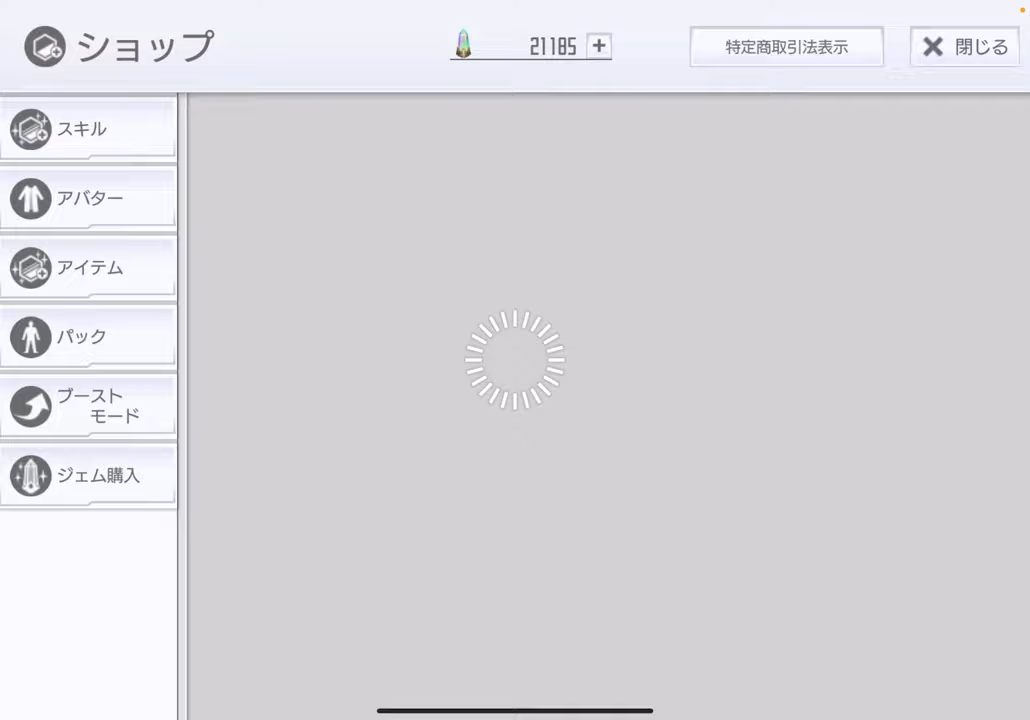 ショップ
21185
特定商取引法表示
閉じる
スキル
アバター
アイテム
パック
ブースト
モード
ジェム購入